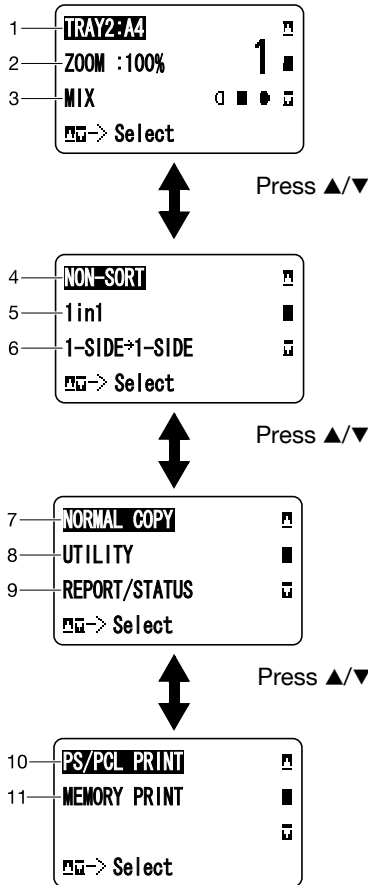 1 TRAY2:A4
2 ZOOM :100% 1
3 MIX
-> Select
Press ▲/▼
4 NON-SORT
5 1in1
6 1-SIDE→1-SIDE
-> Select
Press ▲/▼
7 NORMAL COPY
8 UTILITY
9 REPORT/STATUS
-> Select
Press ▲/▼
10 PS/PCL PRINT
11 MEMORY PRINT
-> Select